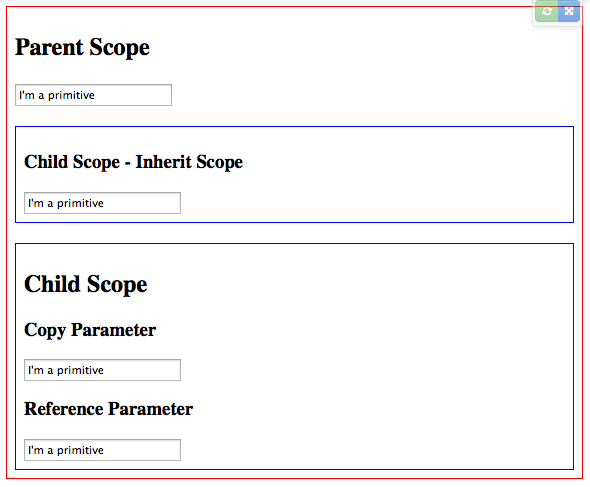 Parent Scope
I'm a primitive
Child Scope - Inherit Scope
I'm a primitive
Child Scope
Copy Parameter
I'm a primitive
Reference Parameter
I'm a primitive